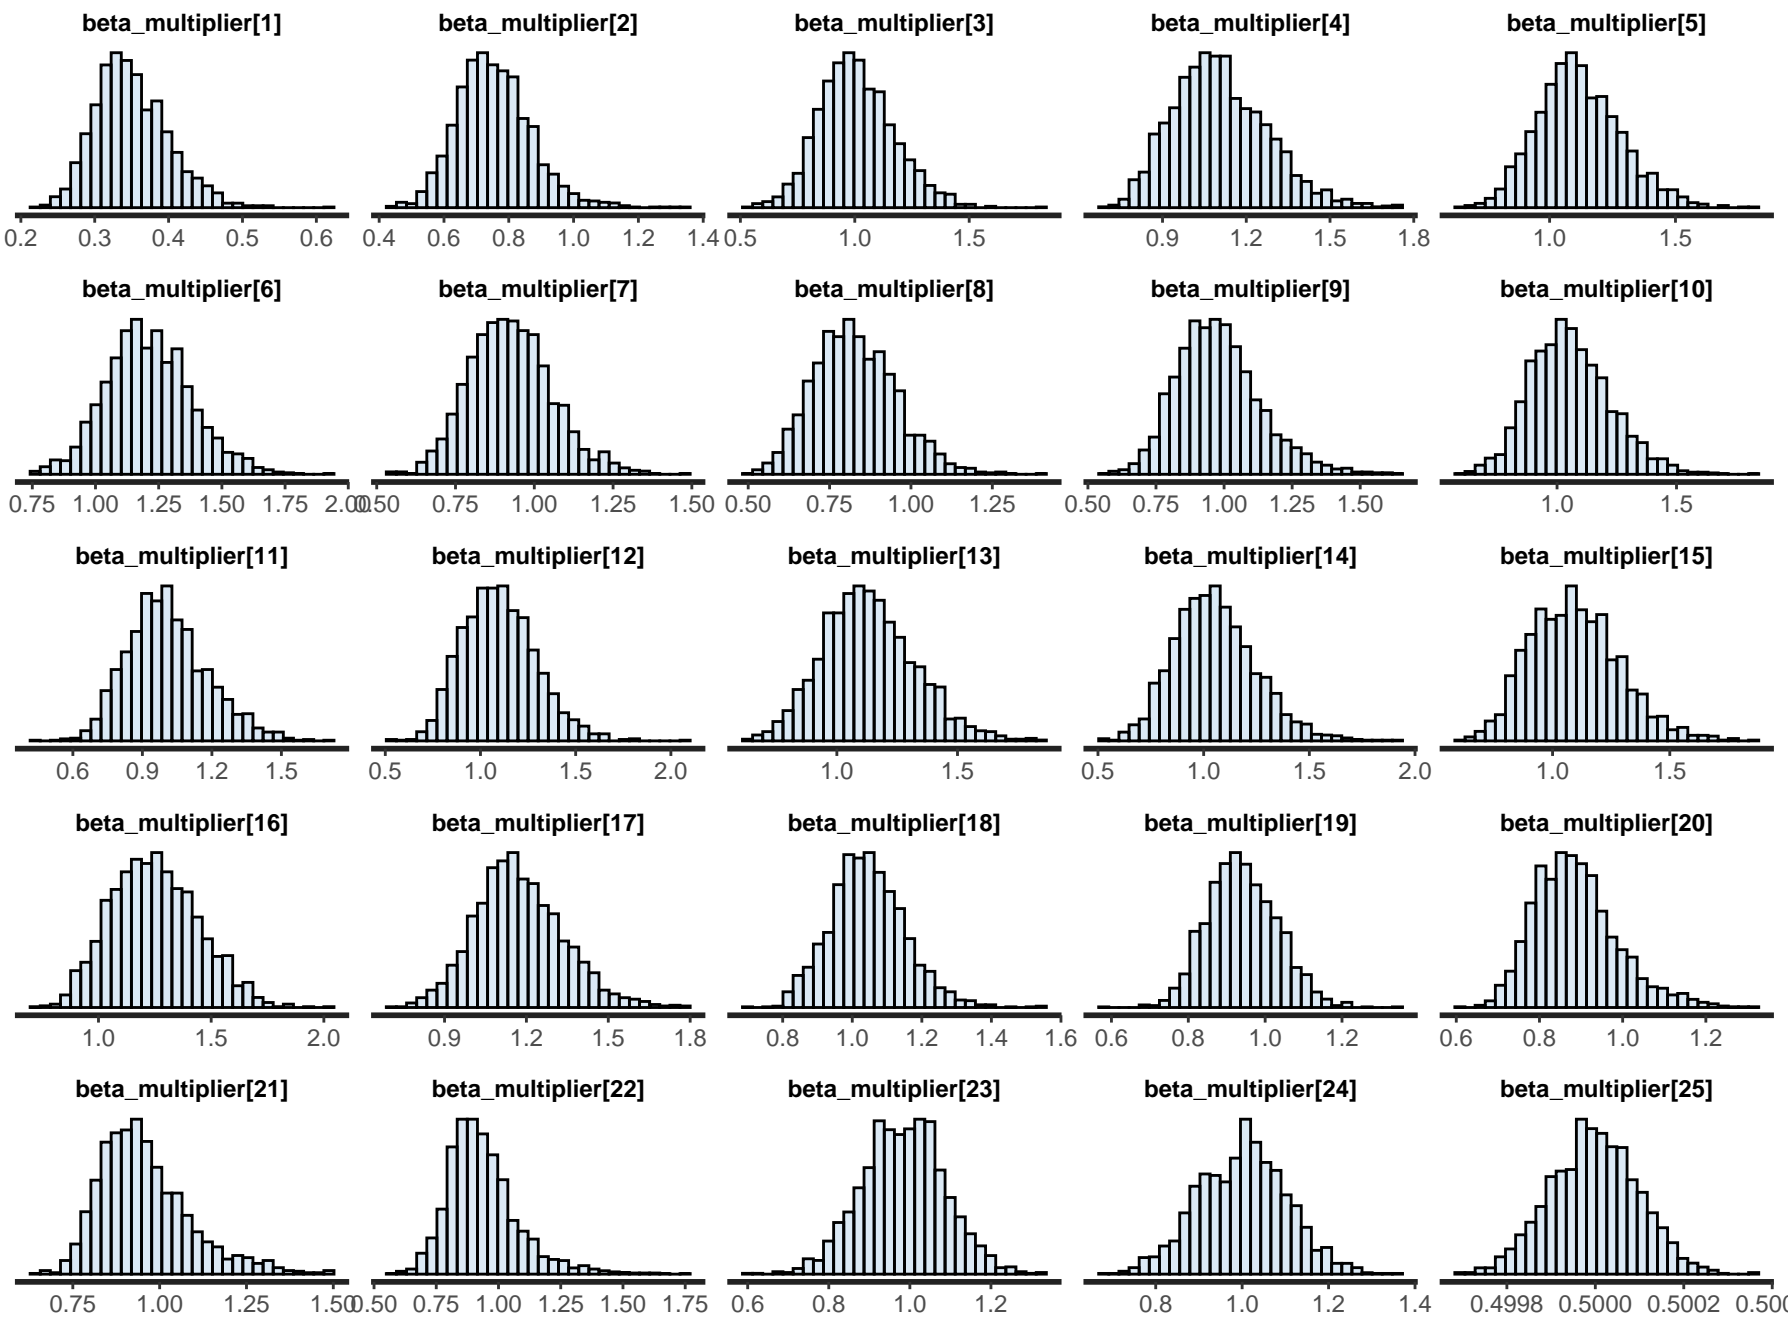 beta_multiplier[1] beta_multiplier[2] beta_multiplier[3] beta_multiplier[4] beta_multiplier[5]
0.2 0.3 0.4 0.5 0.6 0.4 0.6 0.8 1.0 1.2 1.4 0.5 1.0 1.5 0.9 1.2 1.5 1.8 1.0 1.5
beta_multiplier[6] beta_multiplier[7] beta_multiplier[8] beta_multiplier[9] beta_multiplier[10]
0.75 1.00 1.25 1.50 1.75 2.00 0.50 0.75 1.00 1.25 1.50 0.50 0.75 1.00 1.25 0.50 0.75 1.00 1.25 1.50 1.0 1.5
beta_multiplier[11] beta_multiplier[12] beta_multiplier[13] beta_multiplier[14] beta_multiplier[15]
0.6 0.9 1.2 1.5 0.5 1.0 1.5 2.0 1.0 1.5 0.5 1.0 1.5 2.0 1.0 1.5
beta_multiplier[16] beta_multiplier[17] beta_multiplier[18] beta_multiplier[19] beta_multiplier[20]
1.0 1.5 2.0 0.9 1.2 1.5 1.8 0.8 1.0 1.2 1.4 1.6 0.6 0.8 1.0 1.2 0.6 0.8 1.0 1.2
beta_multiplier[21] beta_multiplier[22] beta_multiplier[23] beta_multiplier[24] beta_multiplier[25]
0.75 1.00 1.25 1.50 0.50 0.75 1.00 1.25 1.50 1.75 0.6 0.8 1.0 1.2 0.8 1.0 1.2 1.4 0.4998 0.5000 0.5002